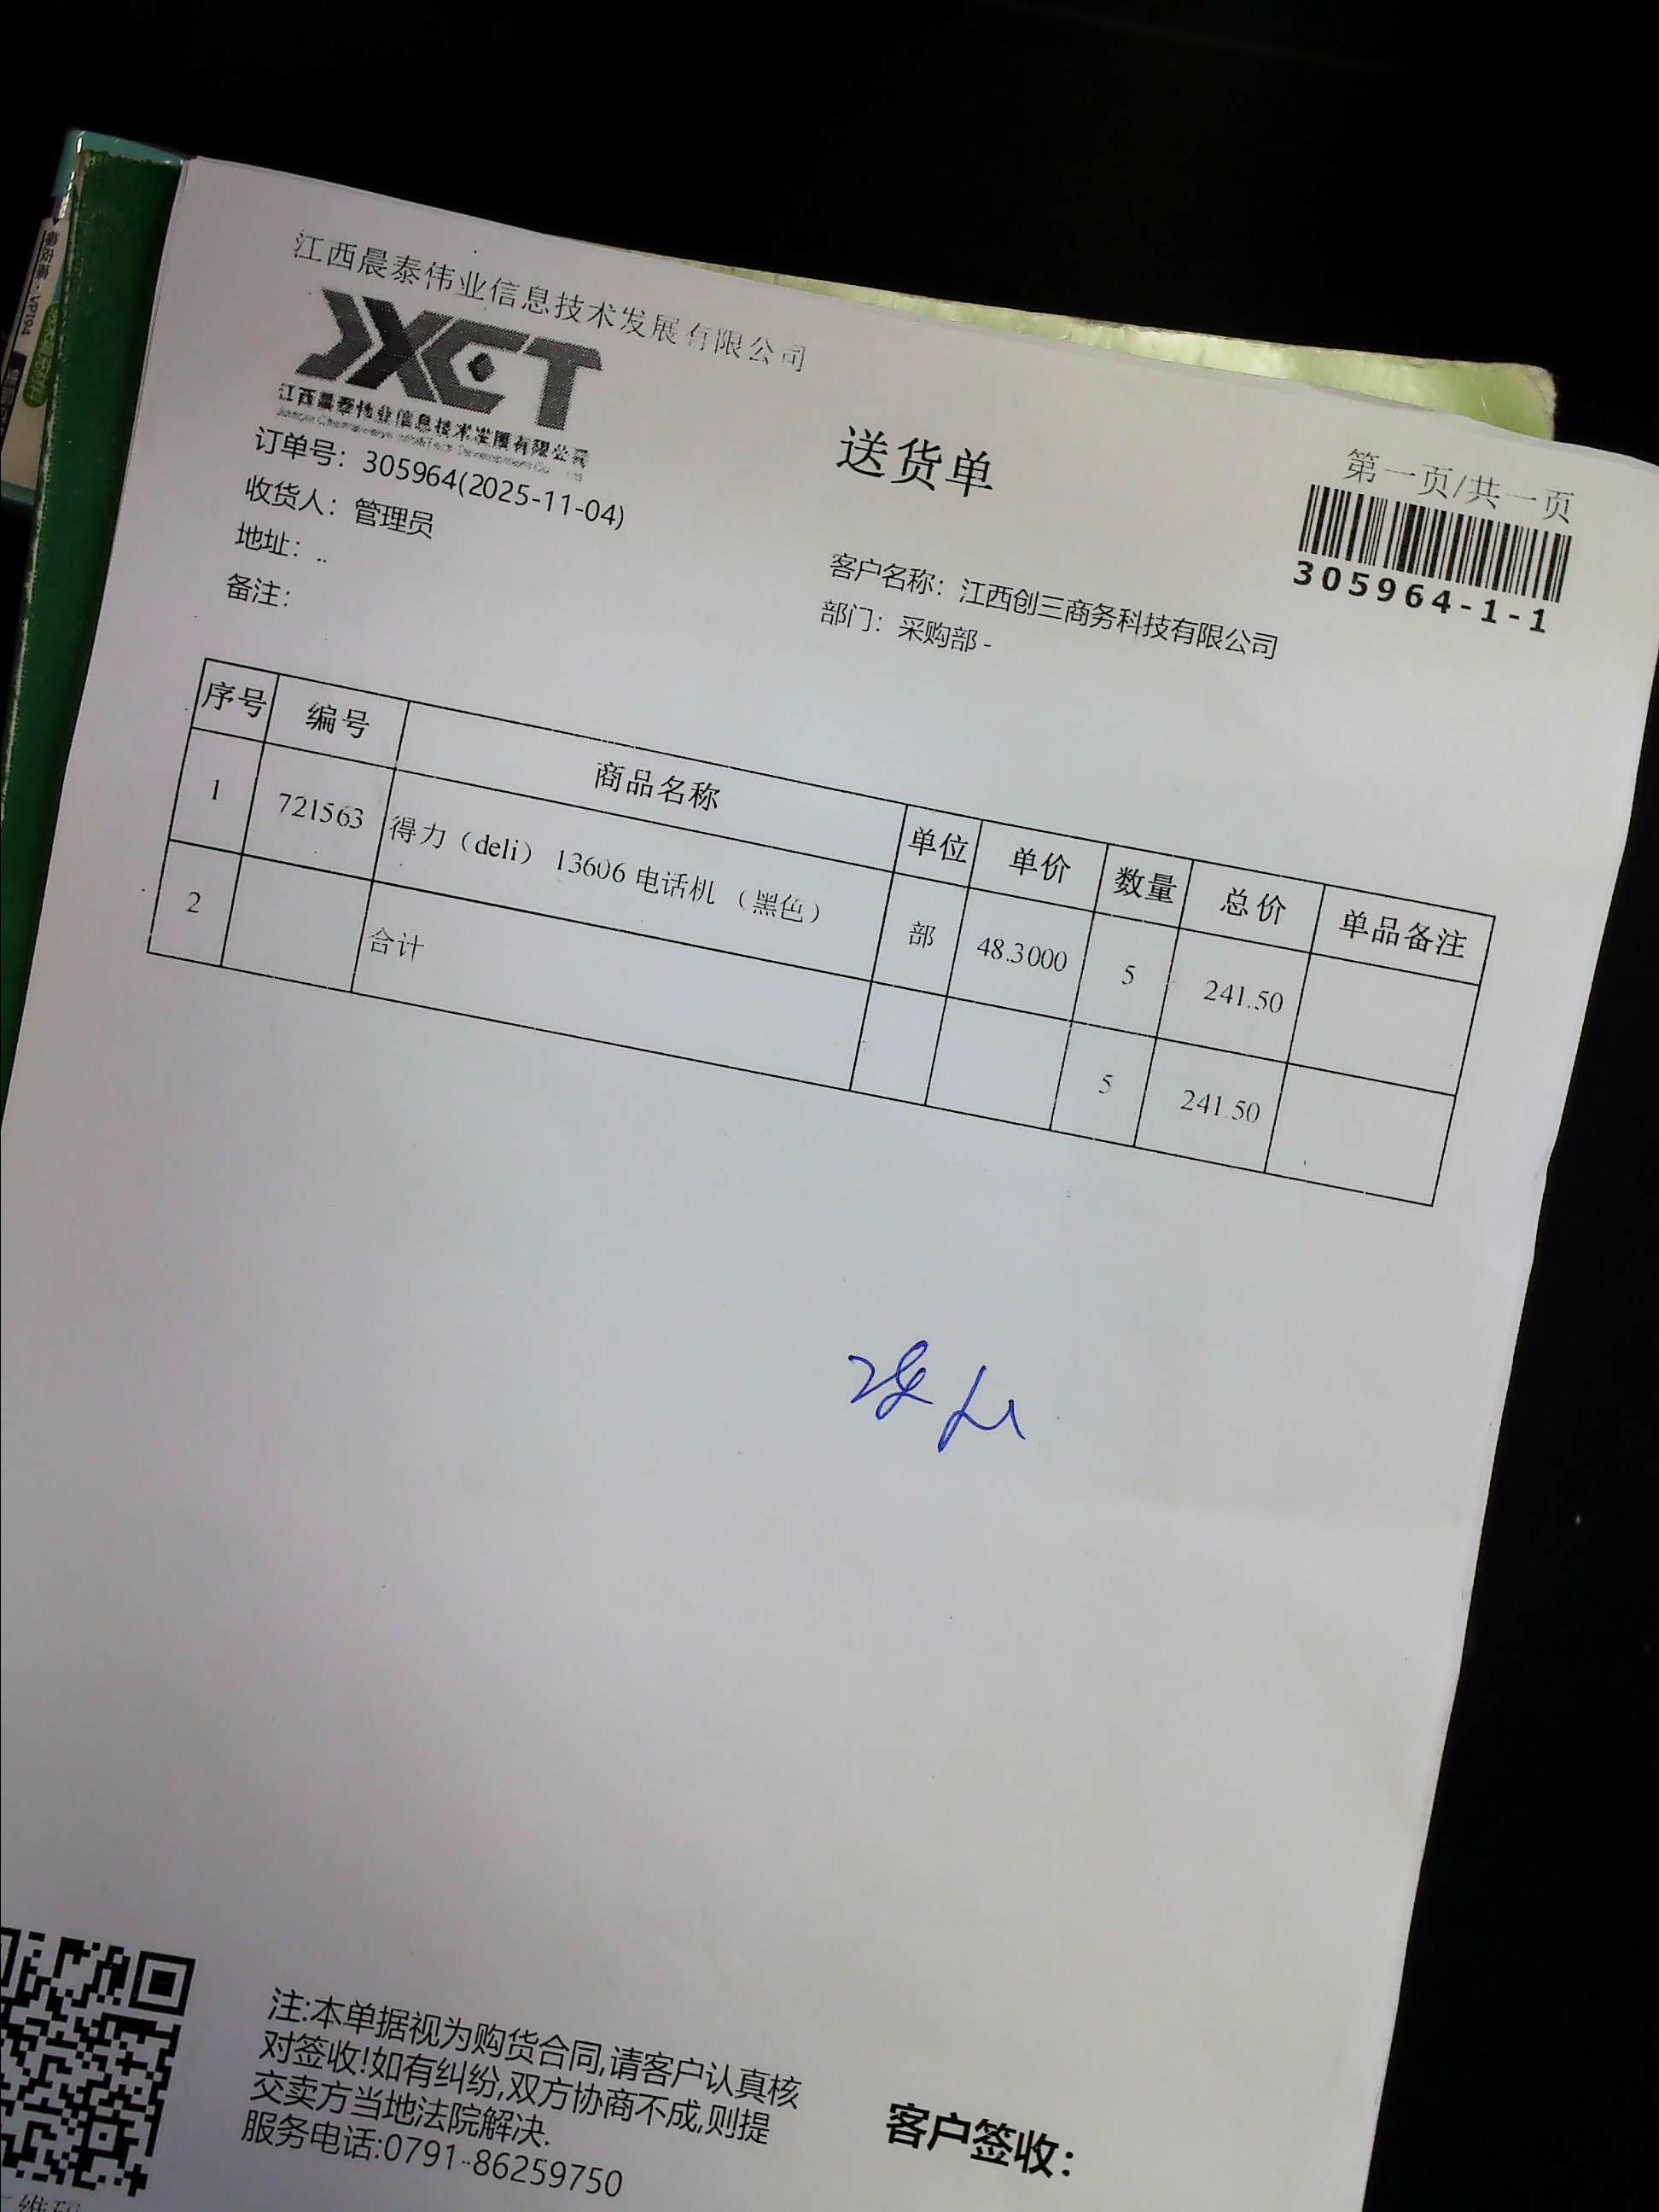 江西晨泰伟业信息技术发展有限公司
JXCT
江西晨泰伟业信息技术发展有限公司
送货单
第一页/共一页
305964-1-1
订单号：305964(2025-11-04)
收货人：管理员
地址：..
备注：
客户名称：江西创三商务科技有限公司
部门：采购部 -
序号 编号 商品名称 单位 单价 数量 总价 单品备注
1 721563 得力（deli）13606 电话机（黑色） 部 48.3000 5 241.50
2 合计 5 241.50
注:本单据视为购货合同,请客户认真核
对签收!如有纠纷,双方协商不成,则提
交卖方当地法院解决.
服务电话:0791-86259750
客户签收：